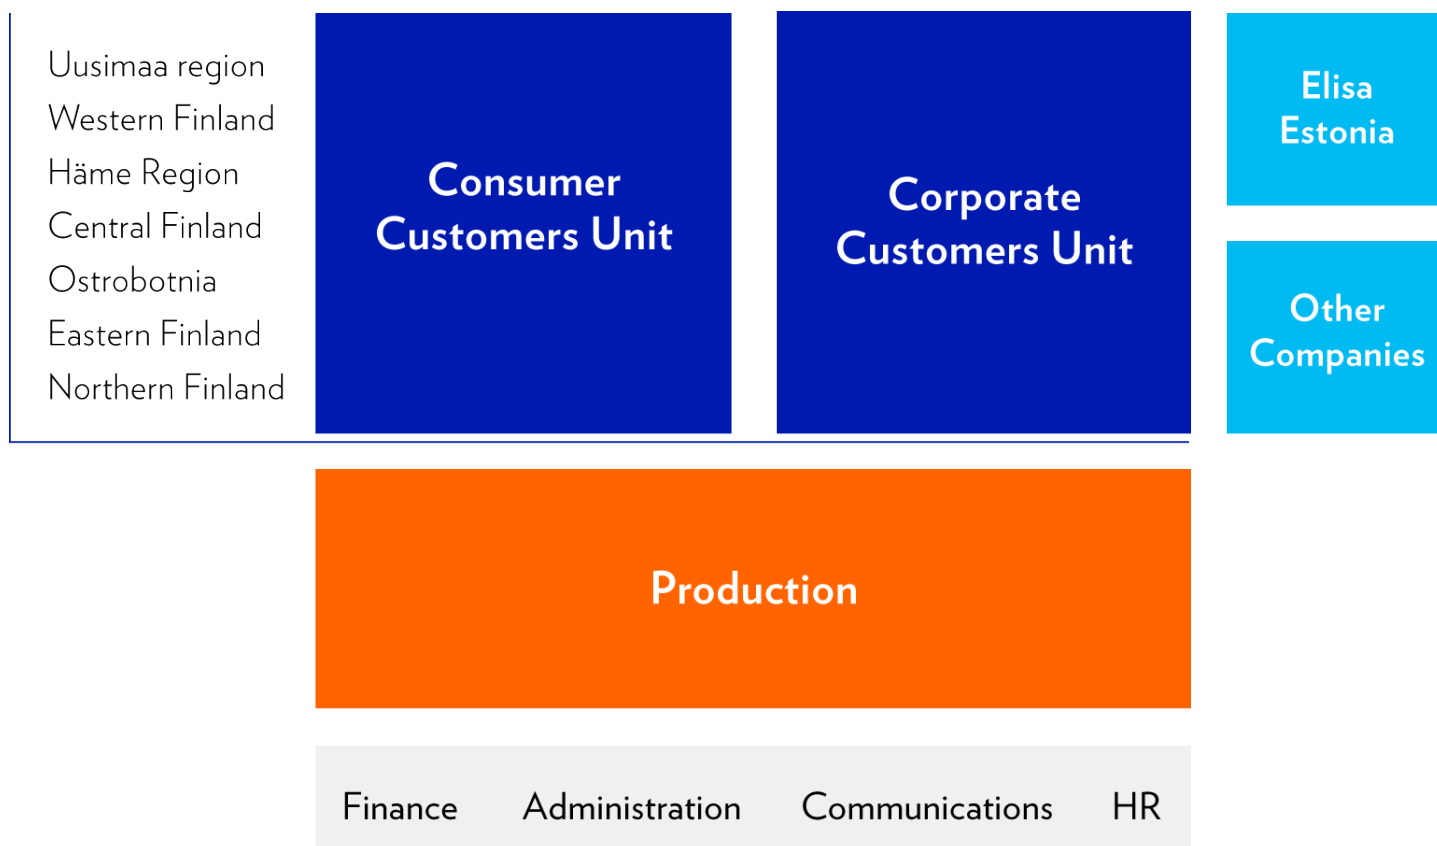 Uusimaa region
Western Finland
Häme Region
Central Finland
Ostrobotnia
Eastern Finland
Northern Finland
Consumer
Customers Unit
Corporate
Customers Unit
Elisa
Estonia
Other
Companies
Production
Finance Administration Communications HR